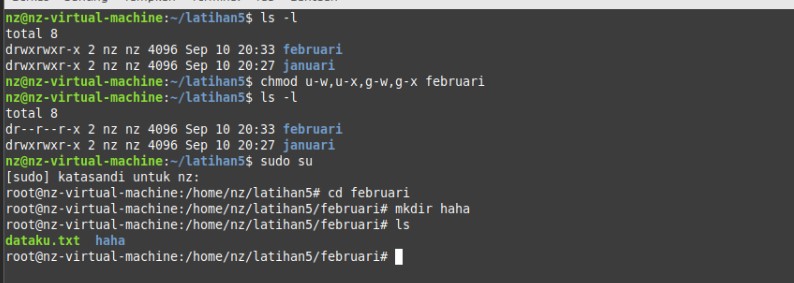 nz@nz-virtual-machine:~/latihan5$ ls -l
total 8
drwxrwxr-x 2 nz nz 4096 Sep 10 20:33 februari
drwxrwxr-x 2 nz nz 4096 Sep 10 20:27 januari
nz@nz-virtual-machine:~/latihan5$ chmod u-w,u-x,g-w,g-x februari
nz@nz-virtual-machine:~/latihan5$ ls -l
total 8
dr--r--r-x 2 nz nz 4096 Sep 10 20:33 februari
drwxrwxr-x 2 nz nz 4096 Sep 10 20:27 januari
nz@nz-virtual-machine:~/latihan5$ sudo su
[sudo] katasandi untuk nz:
root@nz-virtual-machine:/home/nz/latihan5# cd februari
root@nz-virtual-machine:/home/nz/latihan5/februari# mkdir haha
root@nz-virtual-machine:/home/nz/latihan5/februari# ls
dataku.txt  haha
root@nz-virtual-machine:/home/nz/latihan5/februari#